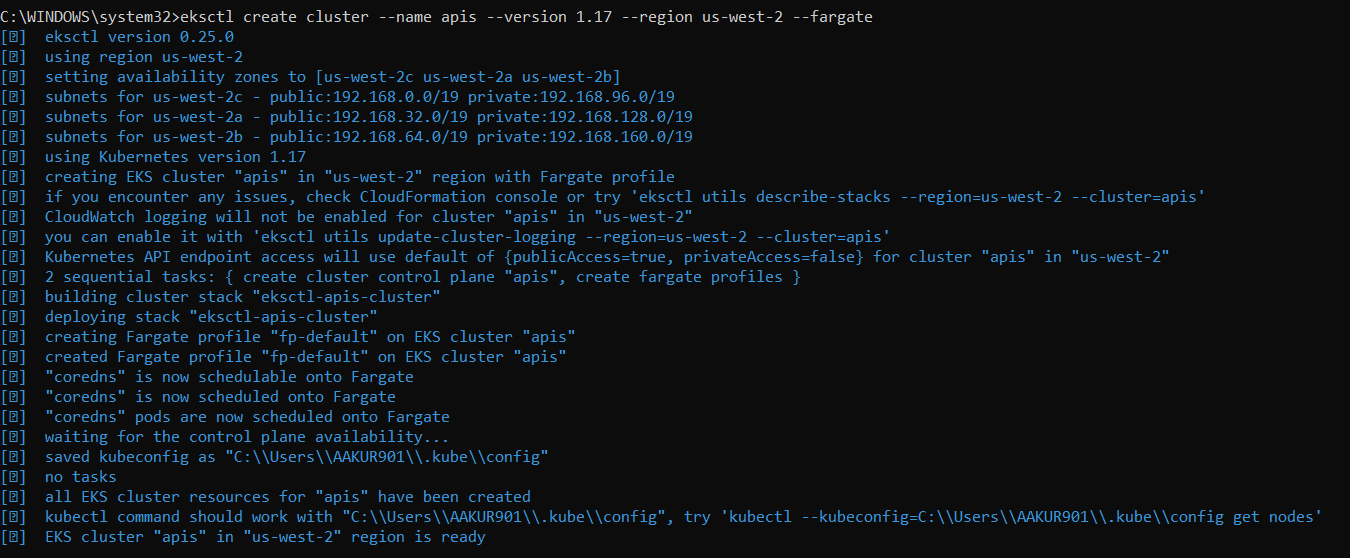 C:\WINDOWS\system32>eksctl create cluster --name apis --version 1.17 --region us-west-2 --fargate
[⍰]  eksctl version 0.25.0
[⍰]  using region us-west-2
[⍰]  setting availability zones to [us-west-2c us-west-2a us-west-2b]
[⍰]  subnets for us-west-2c - public:192.168.0.0/19 private:192.168.96.0/19
[⍰]  subnets for us-west-2a - public:192.168.32.0/19 private:192.168.128.0/19
[⍰]  subnets for us-west-2b - public:192.168.64.0/19 private:192.168.160.0/19
[⍰]  using Kubernetes version 1.17
[⍰]  creating EKS cluster "apis" in "us-west-2" region with Fargate profile
[⍰]  if you encounter any issues, check CloudFormation console or try 'eksctl utils describe-stacks --region=us-west-2 --cluster=apis'
[⍰]  CloudWatch logging will not be enabled for cluster "apis" in "us-west-2"
[⍰]  you can enable it with 'eksctl utils update-cluster-logging --region=us-west-2 --cluster=apis'
[⍰]  Kubernetes API endpoint access will use default of {publicAccess=true, privateAccess=false} for cluster "apis" in "us-west-2"
[⍰]  2 sequential tasks: { create cluster control plane "apis", create fargate profiles }
[⍰]  building cluster stack "eksctl-apis-cluster"
[⍰]  deploying stack "eksctl-apis-cluster"
[⍰]  creating Fargate profile "fp-default" on EKS cluster "apis"
[⍰]  created Fargate profile "fp-default" on EKS cluster "apis"
[⍰]  "coredns" is now schedulable onto Fargate
[⍰]  "coredns" is now scheduled onto Fargate
[⍰]  "coredns" pods are now scheduled onto Fargate
[⍰]  waiting for the control plane availability...
[⍰]  saved kubeconfig as "C:\\Users\\AAKUR901\\.kube\\config"
[⍰]  no tasks
[⍰]  all EKS cluster resources for "apis" have been created
[⍰]  kubectl command should work with "C:\\Users\\AAKUR901\\.kube\\config", try 'kubectl --kubeconfig=C:\\Users\\AAKUR901\\.kube\\config get nodes'
[⍰]  EKS cluster "apis" in "us-west-2" region is ready